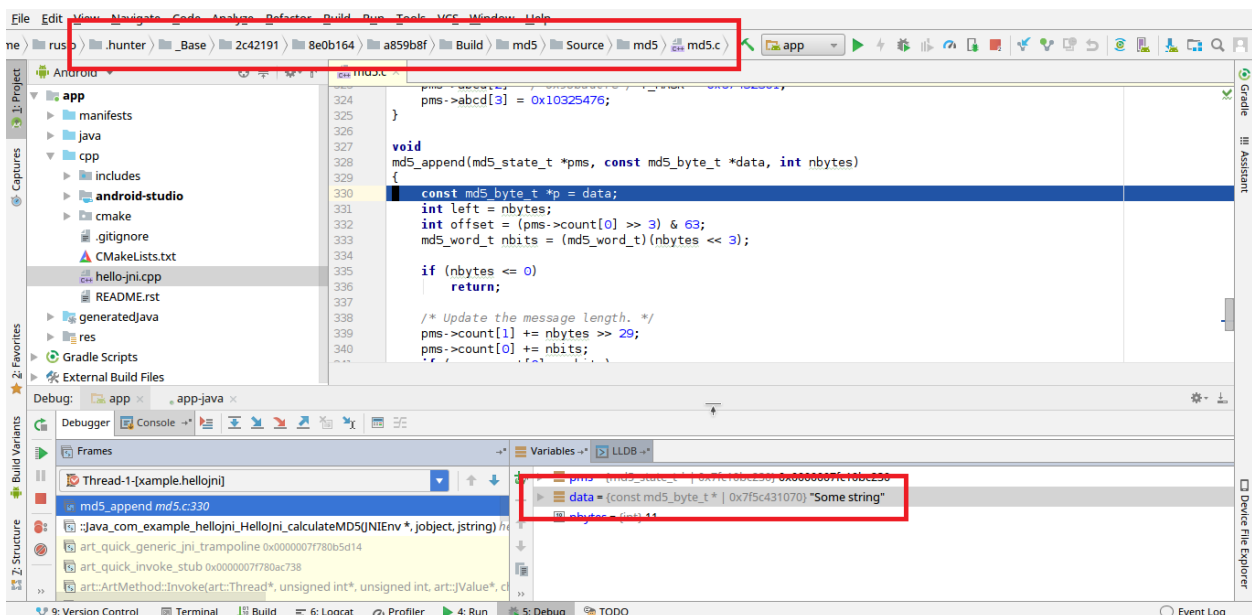 File Edit View Navigate Code Analyze Refactor Build Run Tools VCS Window Help
me ruslo .hunter _Base 2c42191 8e0b164 a859b8f Build md5 Source md5 md5.c app
1: Project
Captures
2: Favorites
Build Variants
7: Structure
Android
app
manifests
java
cpp
includes
android-studio
cmake
.gitignore
CMakeLists.txt
hello-jni.cpp
README.rst
generatedJava
res
Gradle Scripts
External Build Files
md5.c
324 pms->abcd[3] = 0x10325476;
325 }
326
327 void
328 md5_append(md5_state_t *pms, const md5_byte_t *data, int nbytes)
329 {
330 const md5_byte_t *p = data;
331 int left = nbytes;
332 int offset = (pms->count[0] >> 3) & 63;
333 md5_word_t nbits = (md5_word_t)(nbytes << 3);
334
335 if (nbytes <= 0)
336 return;
337
338 /* Update the message length. */
339 pms->count[1] += nbytes >> 29;
340 pms->count[0] += nbits;
Gradle
Assistant
Device File Explorer
Debug: app app-java
Debugger Console
Frames
Thread-1-[xample.hellojni]
md5_append md5.c:330
::Java_com_example_hellojni_HelloJni_calculateMD5(JNIEnv *, jobject, jstring)
art_quick_generic_jni_trampoline 0x0000007f780b5d14
art_quick_invoke_stub 0x0000007f780ac738
art::ArtMethod::Invoke(art::Thread*, unsigned int*, unsigned int, art::JValue*,
Variables LLDB
data = {const md5_byte_t * | 0x7f5c431070} "Some string"
nbytes = {int} 11
9: Version Control Terminal Build 6: Logcat Profiler 4: Run 5: Debug TODO Event Log